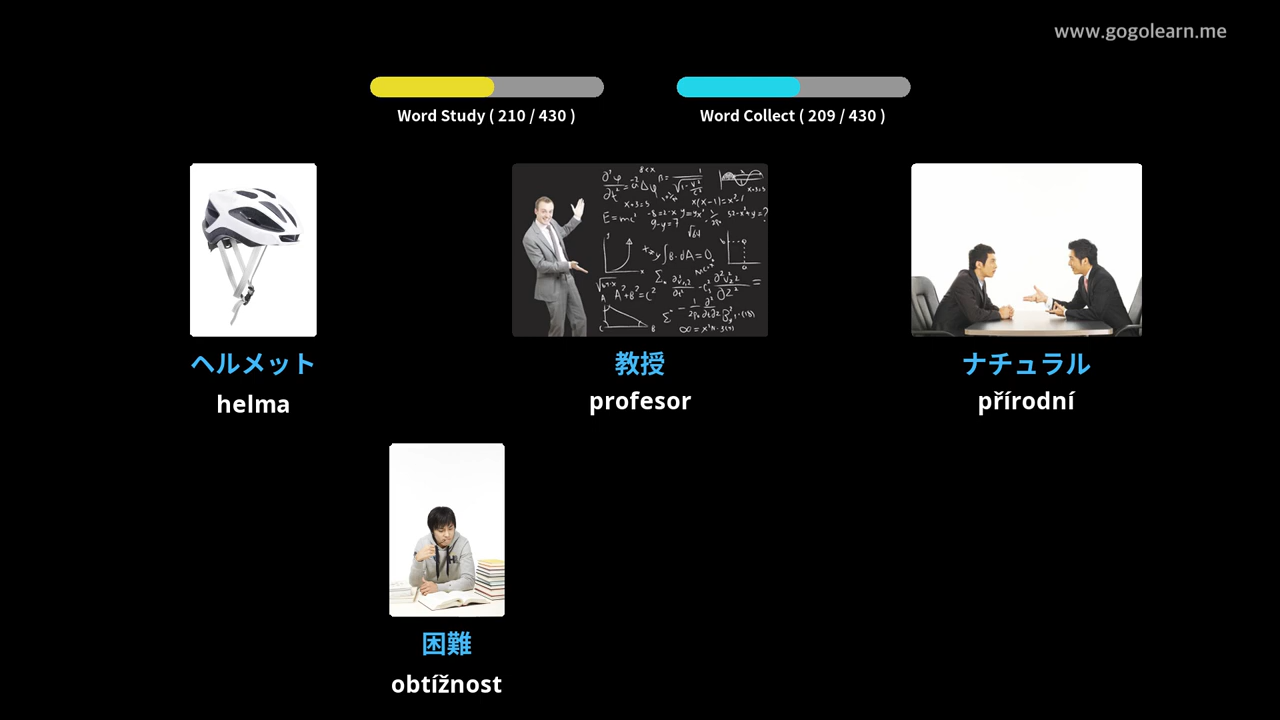 www.gogolearn.me
Word Study ( 210 / 430 )
Word Collect ( 209 / 430 )
ヘルメット
helma
教授
profesor
ナチュラル
přírodní
困難
obtížnost